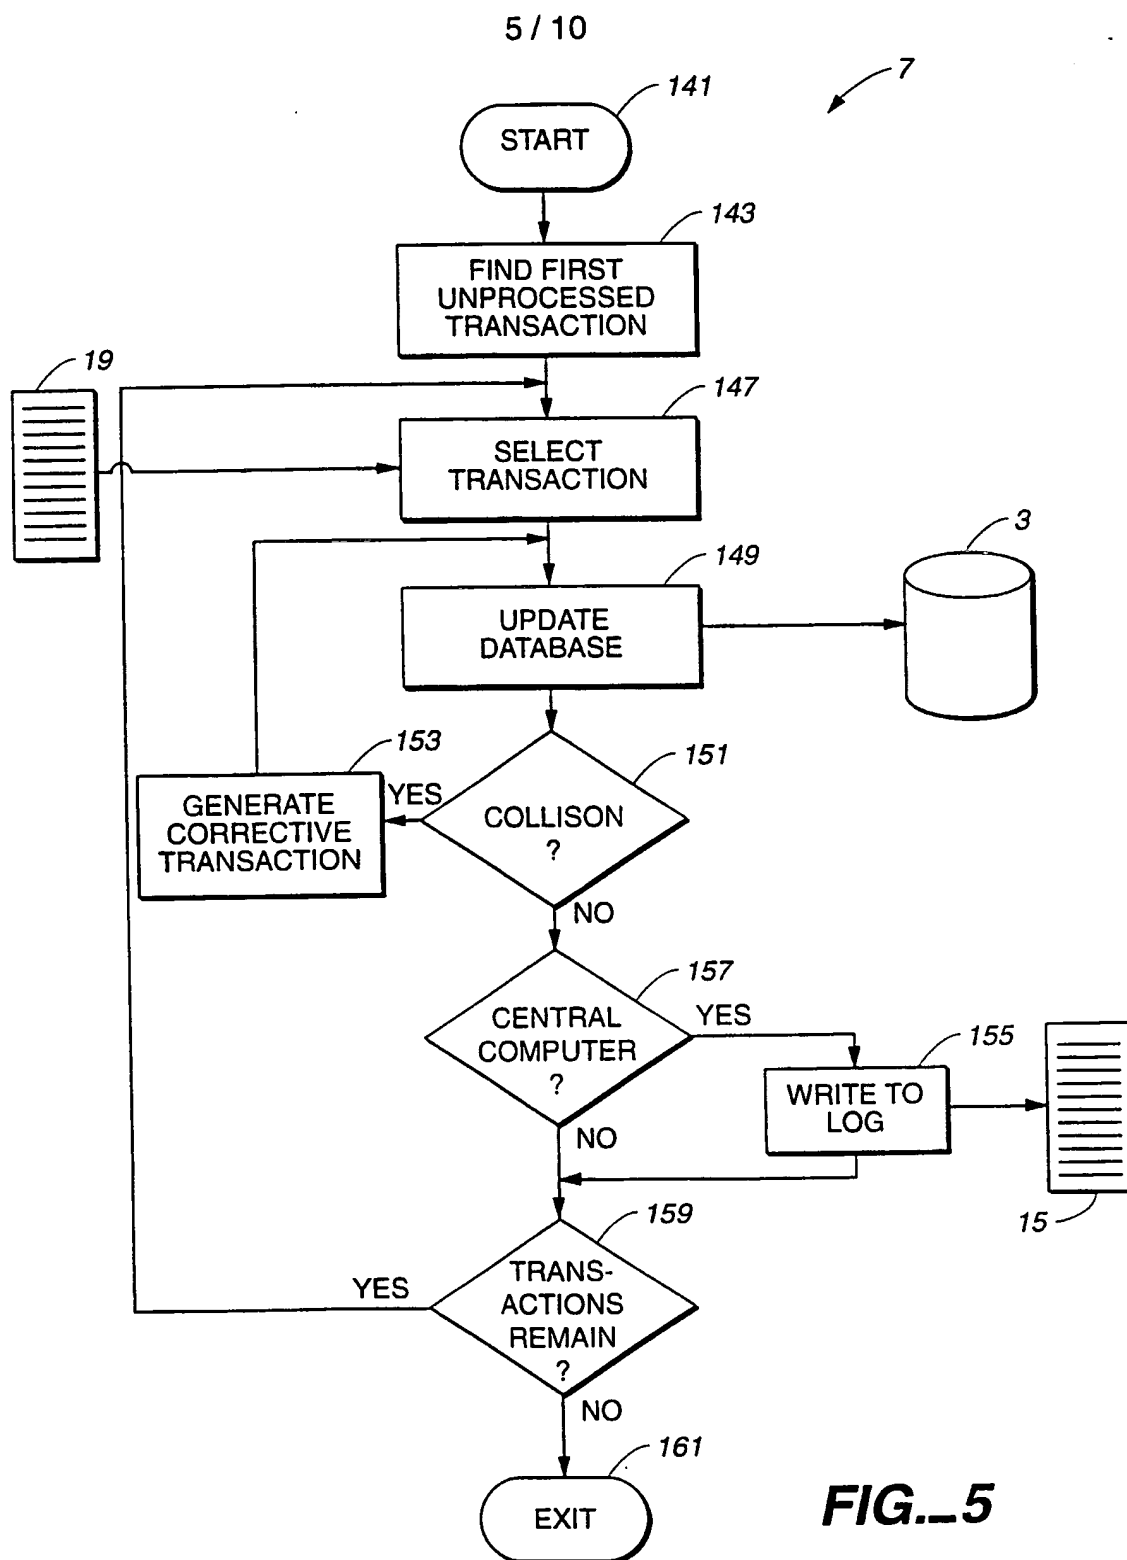 5 / 10
7
141
START
143
FIND FIRST
UNPROCESSED
TRANSACTION
19
147
SELECT
TRANSACTION
3
149
UPDATE
DATABASE
153
151
GENERATE
CORRECTIVE
TRANSACTION
YES
COLLISON
?
NO
157
CENTRAL
COMPUTER
?
YES
155
WRITE TO
LOG
NO
15
159
TRANS-
ACTIONS
REMAIN
?
YES
NO
161
EXIT
FIG._5